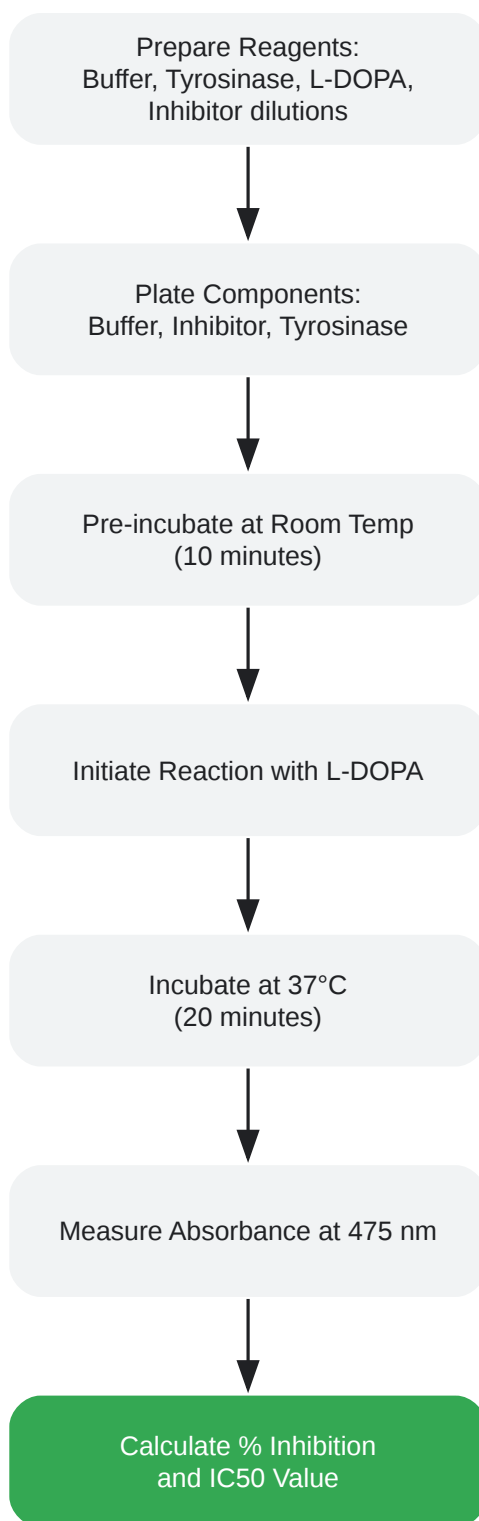 Prepare Reagents:
Buffer, Tyrosinase, L-DOPA,
Inhibitor dilutions
Plate Components:
Buffer, Inhibitor, Tyrosinase
Pre-incubate at Room Temp
(10 minutes)
Initiate Reaction with L-DOPA
Incubate at 37°C
(20 minutes)
Measure Absorbance at 475 nm
Calculate % Inhibition
and IC50 Value